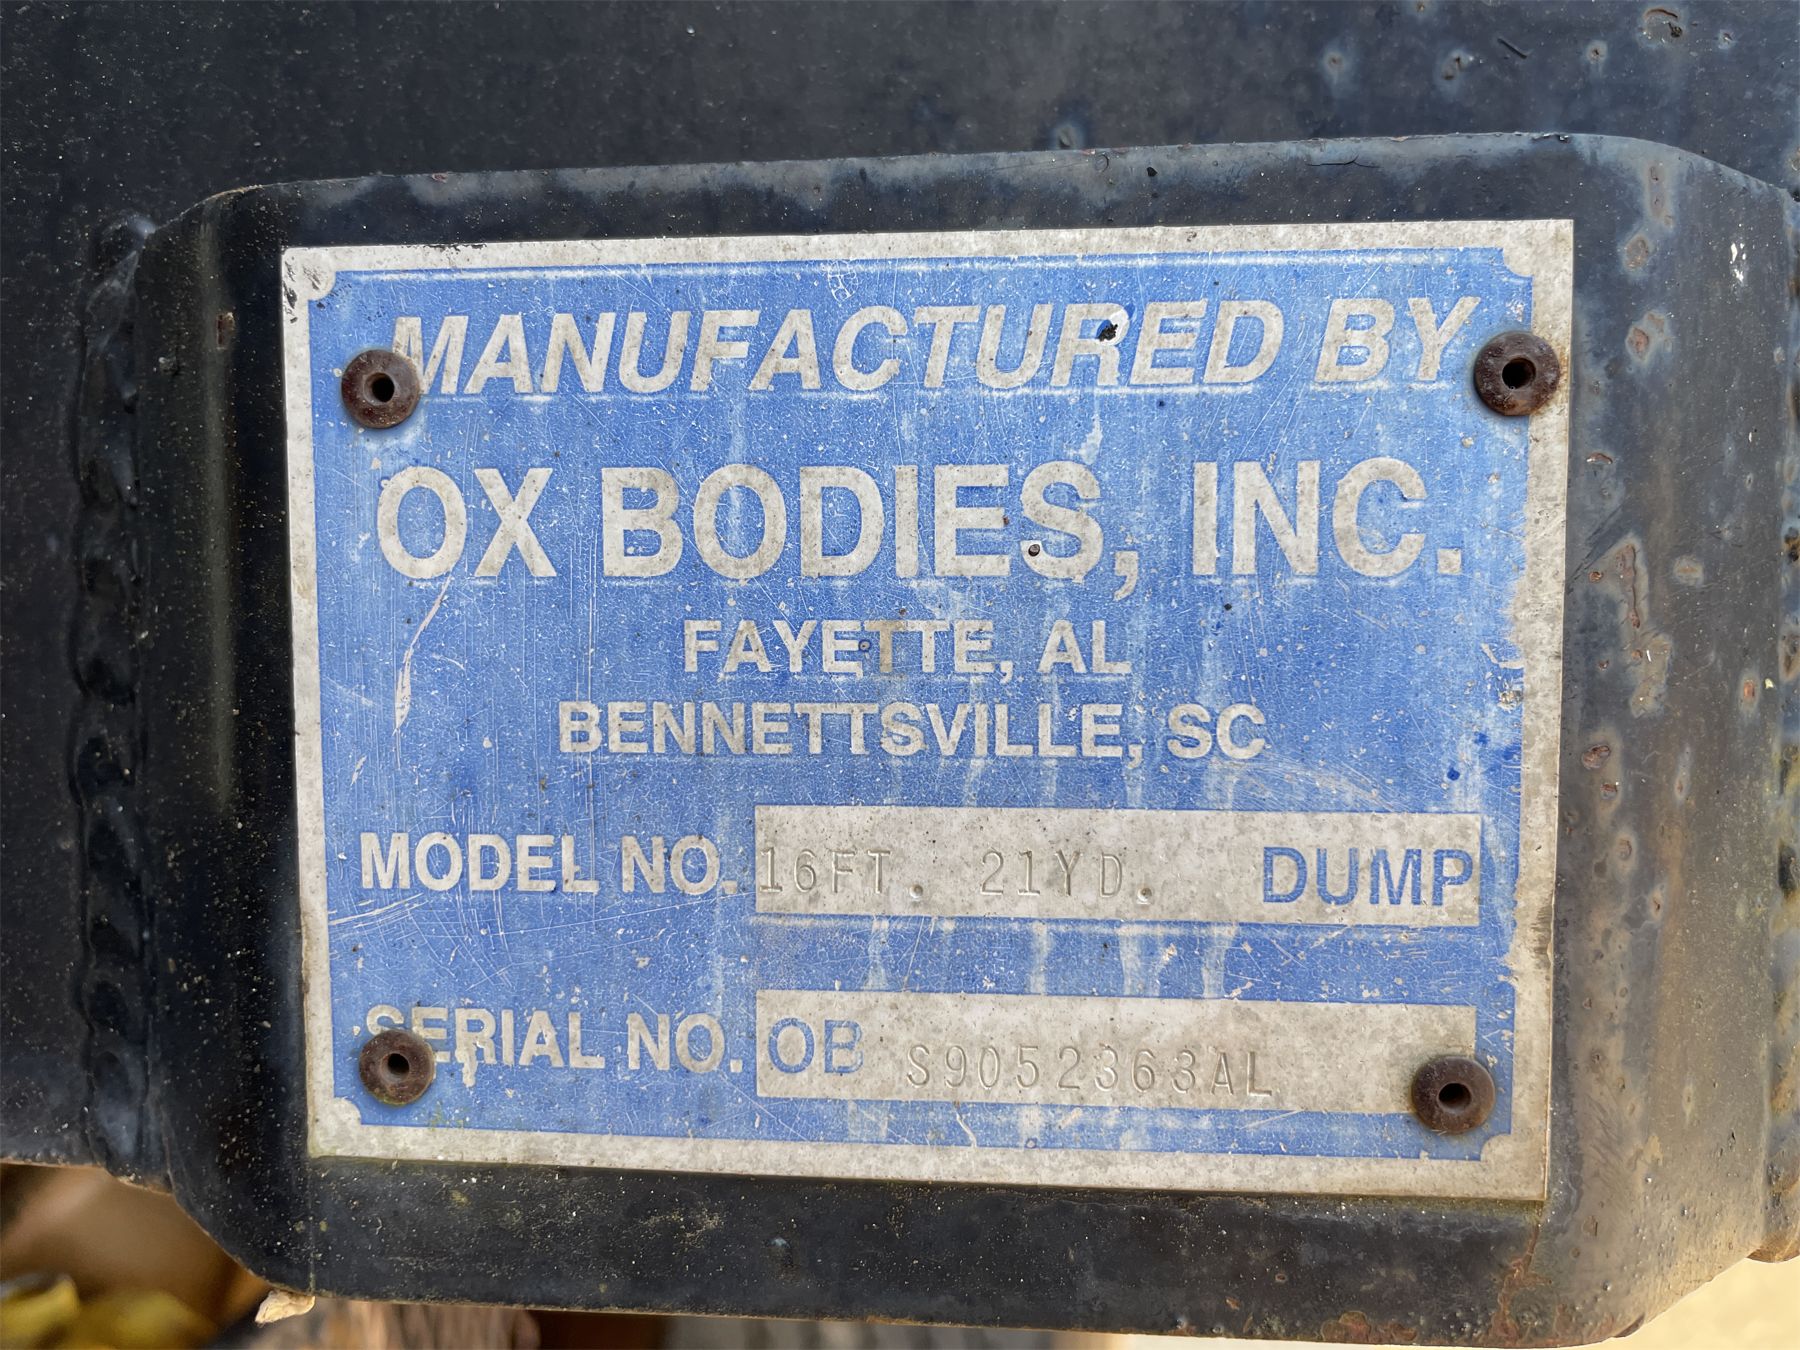 MANUFACTURED BY
OX BODIES, INC.
FAYETTE, AL
BENNETTSVILLE, SC
MODEL NO. 16FT. 21YD. DUMP
SERIAL NO. OB S9052363AL